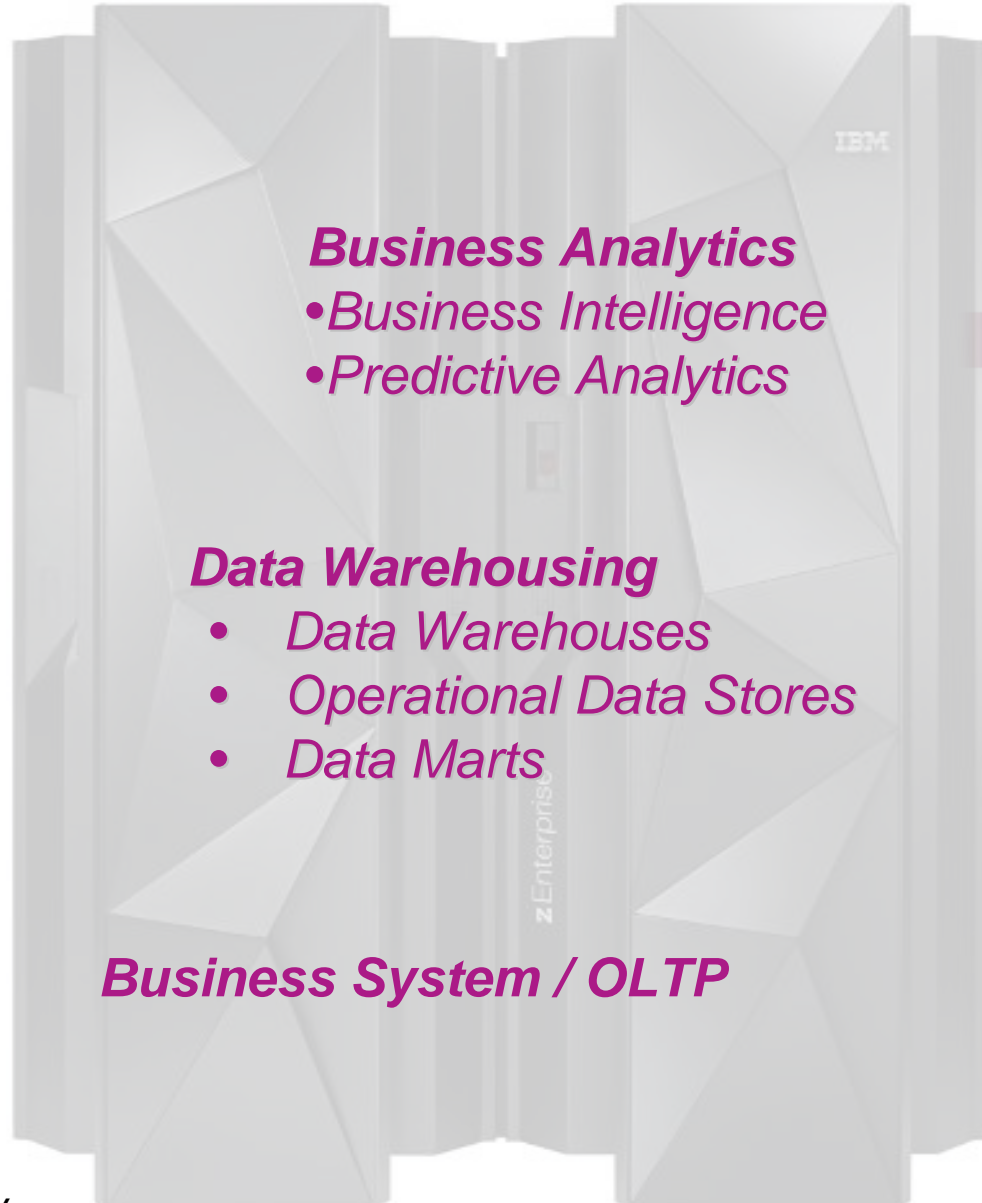 IBM
Business Analytics
•Business Intelligence
•Predictive Analytics
Data Warehousing
• Data Warehouses
• Operational Data Stores
• Data Marts
zEnterprise
Business System / OLTP